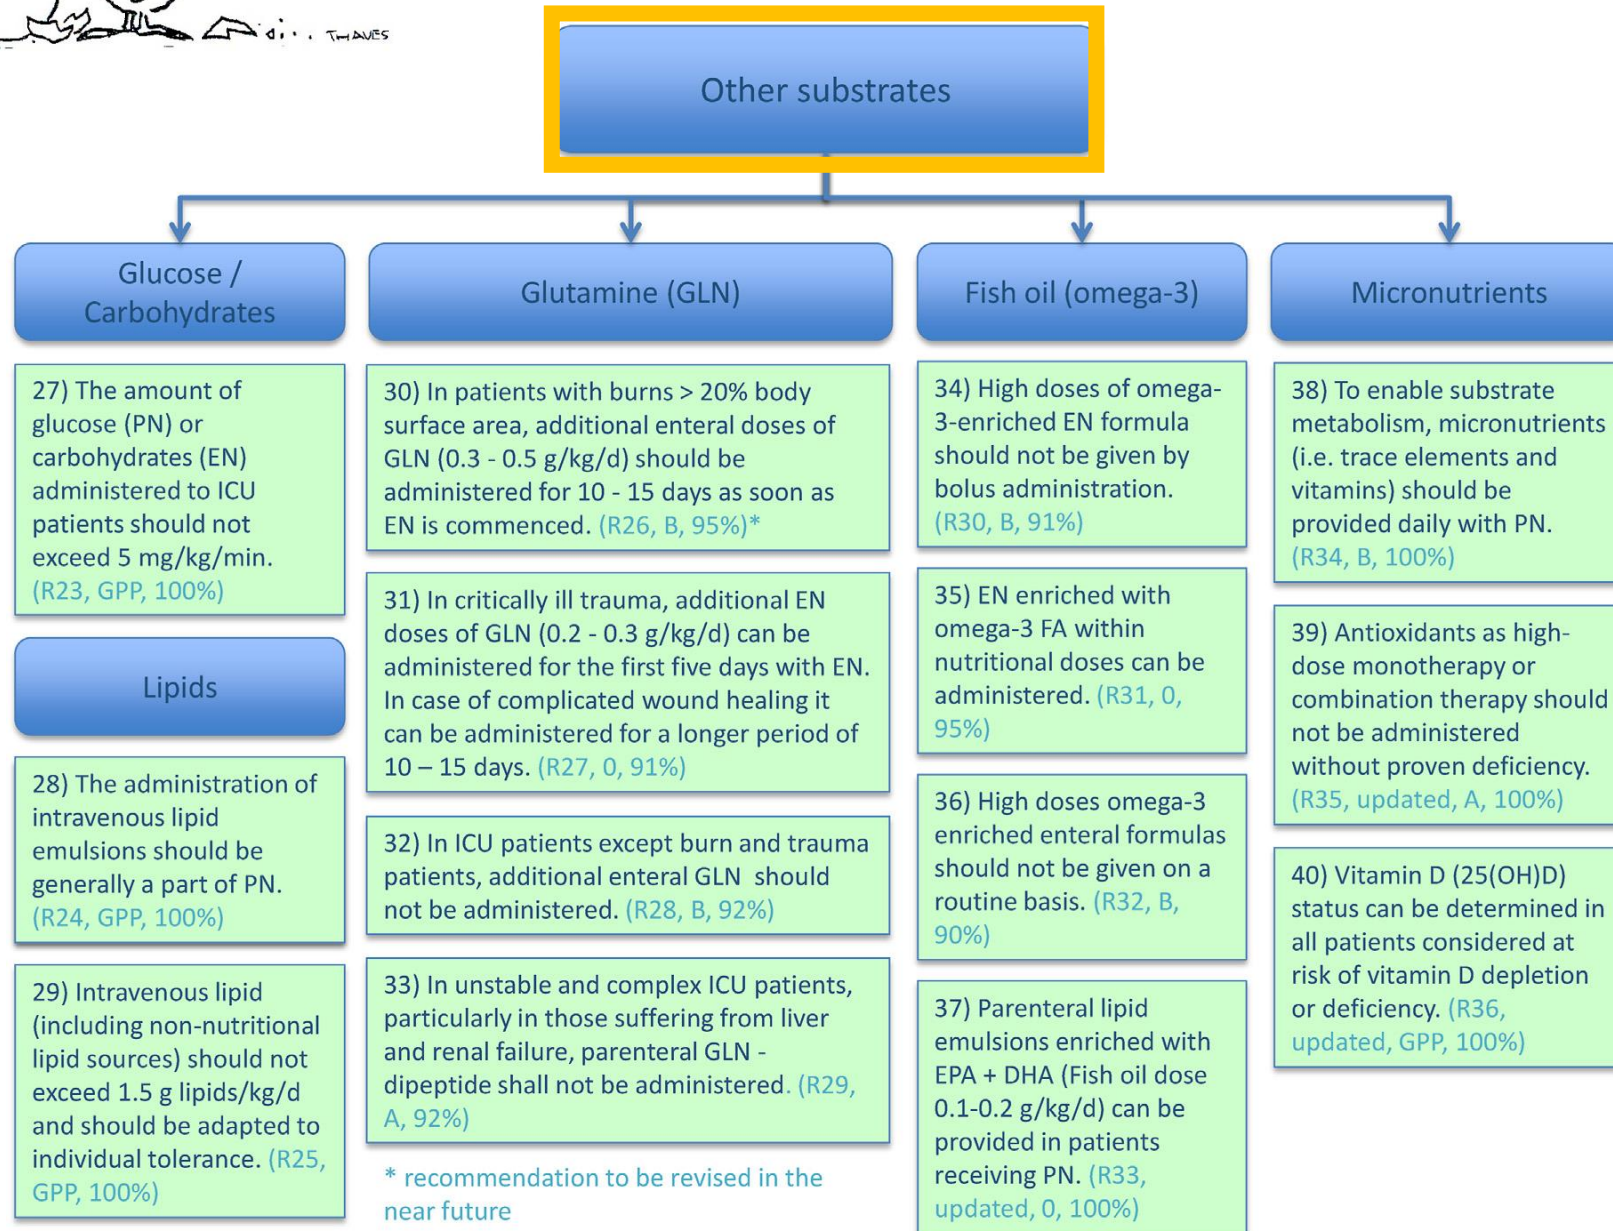 THAVES
Other substrates
Glucose /
Carbohydrates
27) The amount of
glucose (PN) or
carbohydrates (EN)
administered to ICU
patients should not
exceed 5 mg/kg/min.
(R23, GPP, 100%)
Lipids
28) The administration of
intravenous lipid
emulsions should be
generally a part of PN.
(R24, GPP, 100%)
29) Intravenous lipid
(including non-nutritional
lipid sources) should not
exceed 1.5 g lipids/kg/d
and should be adapted to
individual tolerance. (R25,
GPP, 100%)
Glutamine (GLN)
30) In patients with burns > 20% body
surface area, additional enteral doses of
GLN (0.3 - 0.5 g/kg/d) should be
administered for 10 - 15 days as soon as
EN is commenced. (R26, B, 95%)*
31) In critically ill trauma, additional EN
doses of GLN (0.2 - 0.3 g/kg/d) can be
administered for the first five days with EN.
In case of complicated wound healing it
can be administered for a longer period of
10 – 15 days. (R27, 0, 91%)
32) In ICU patients except burn and trauma
patients, additional enteral GLN should
not be administered. (R28, B, 92%)
33) In unstable and complex ICU patients,
particularly in those suffering from liver
and renal failure, parenteral GLN -
dipeptide shall not be administered. (R29,
A, 92%)
* recommendation to be revised in the
near future
Fish oil (omega-3)
34) High doses of omega-
3-enriched EN formula
should not be given by
bolus administration.
(R30, B, 91%)
35) EN enriched with
omega-3 FA within
nutritional doses can be
administered. (R31, 0,
95%)
36) High doses omega-3
enriched enteral formulas
should not be given on a
routine basis. (R32, B,
90%)
37) Parenteral lipid
emulsions enriched with
EPA + DHA (Fish oil dose
0.1-0.2 g/kg/d) can be
provided in patients
receiving PN. (R33,
updated, 0, 100%)
Micronutrients
38) To enable substrate
metabolism, micronutrients
(i.e. trace elements and
vitamins) should be
provided daily with PN.
(R34, B, 100%)
39) Antioxidants as high-
dose monotherapy or
combination therapy should
not be administered
without proven deficiency.
(R35, updated, A, 100%)
40) Vitamin D (25(OH)D)
status can be determined in
all patients considered at
risk of vitamin D depletion
or deficiency. (R36,
updated, GPP, 100%)